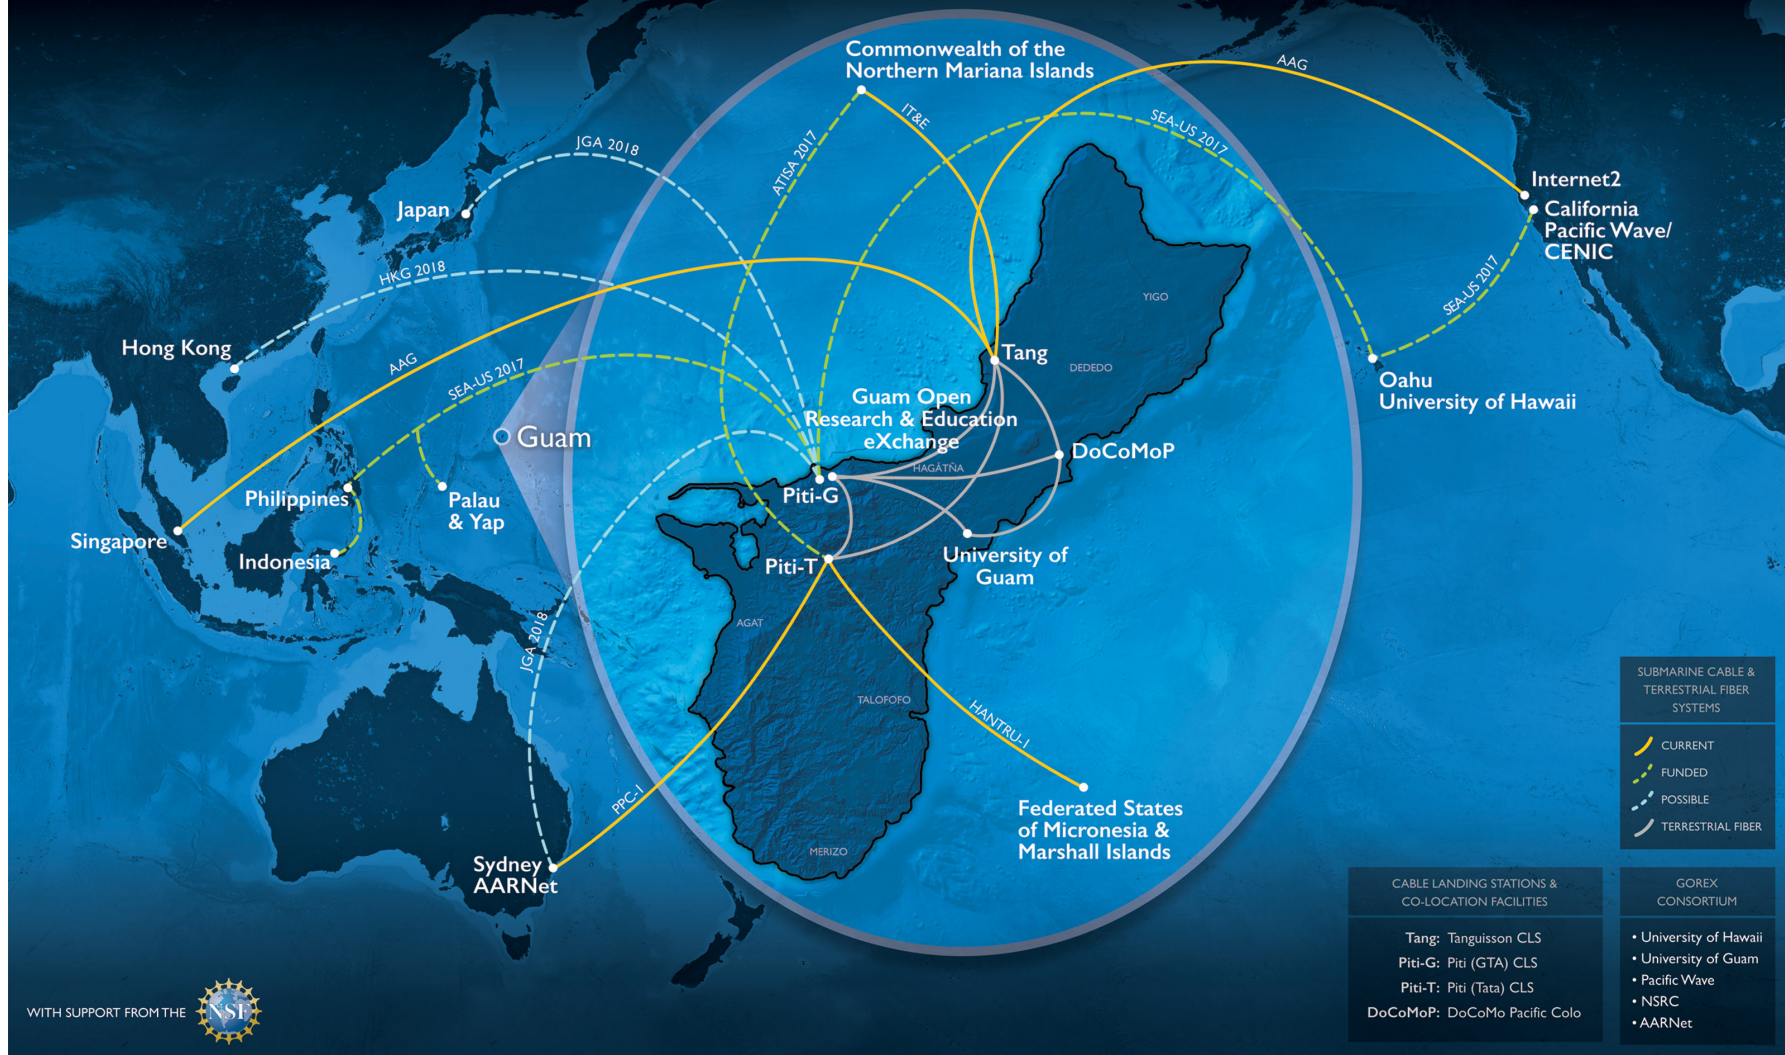 Commonwealth of the
Northern Mariana Islands
AAG
IT&E
SEA-US 2017
ATISA 2017
JGA 2018
Internet2
California
Pacific Wave/
CENIC
Japan
HKG 2018
SEA-US 2017
YIGO
Hong Kong
AAG
Tang
DEDEDO
SEA-US 2017
Oahu
University of Hawaii
Guam Open
Research & Education
eXchange
Guam
DoCoMoP
HAGÅTÑA
Philippines
Palau
& Yap
Piti-G
Singapore
Indonesia
Piti-T
University of
Guam
AGAT
JGA 2018
TALOFOFO
HANTRU-1
PPC-1
Federated States
of Micronesia &
Marshall Islands
MERIZO
Sydney
AARNet
SUBMARINE CABLE &
TERRESTRIAL FIBER
SYSTEMS
CURRENT
FUNDED
POSSIBLE
TERRESTRIAL FIBER
CABLE LANDING STATIONS &
CO-LOCATION FACILITIES
Tang: Tanguisson CLS
Piti-G: Piti (GTA) CLS
Piti-T: Piti (Tata) CLS
DoCoMoP: DoCoMo Pacific Colo
GOREX
CONSORTIUM
• University of Hawaii
• University of Guam
• Pacific Wave
• NSRC
• AARNet
WITH SUPPORT FROM THE
NSF